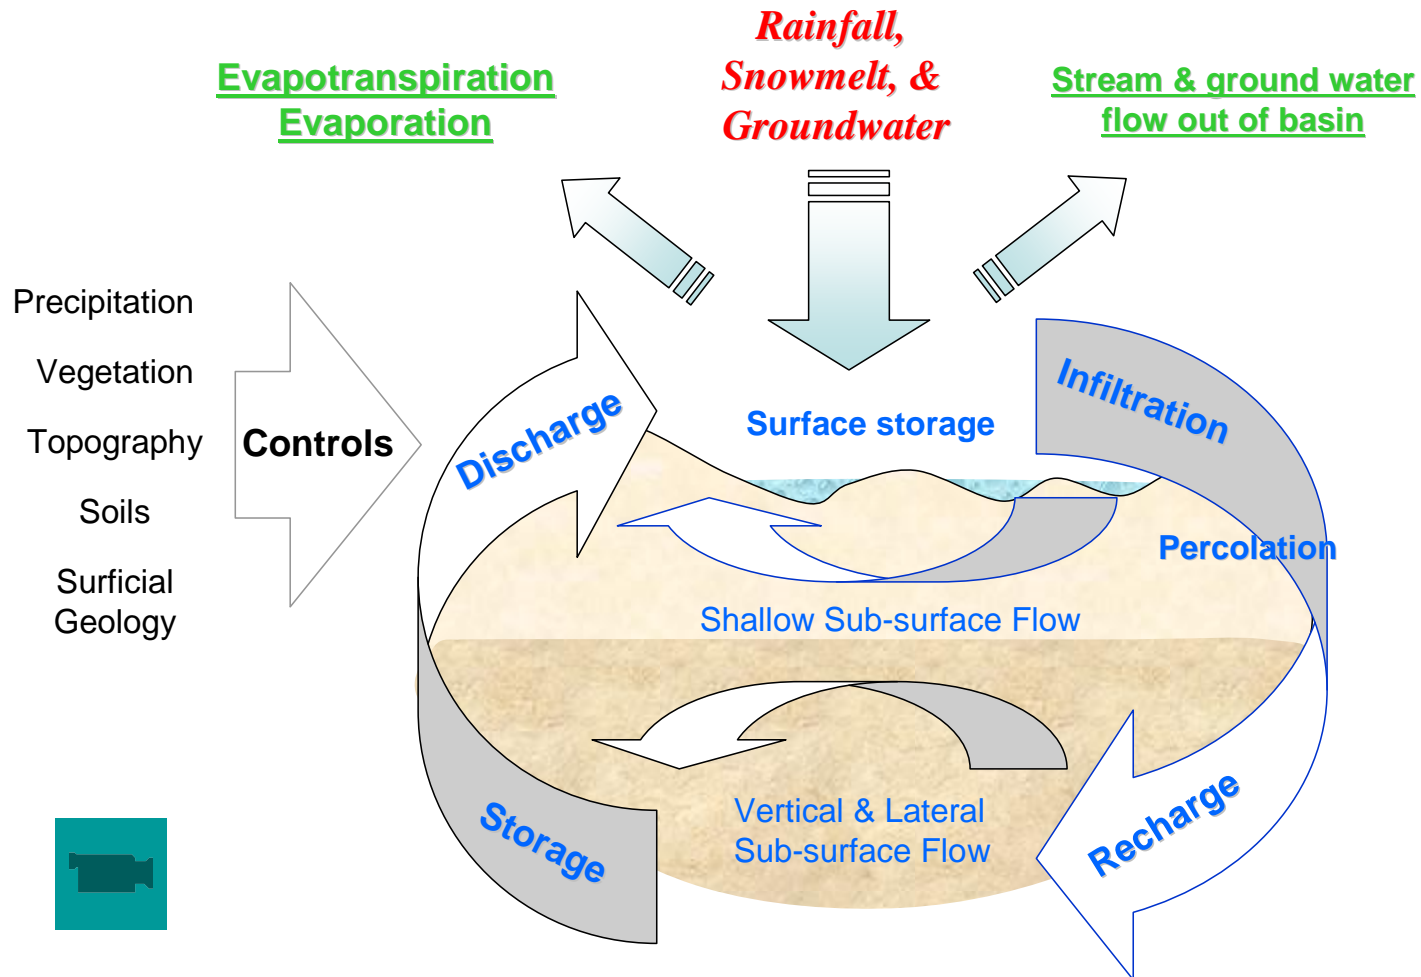 Rainfall,
Snowmelt, &
Groundwater
Evapotranspiration
Evaporation
Stream & ground water
flow out of basin
Precipitation
Vegetation
Topography
Soils
Surficial
Geology
Controls
Discharge
Surface storage
Infiltration
Percolation
Shallow Sub-surface Flow
Vertical & Lateral
Sub-surface Flow
Storage
Recharge